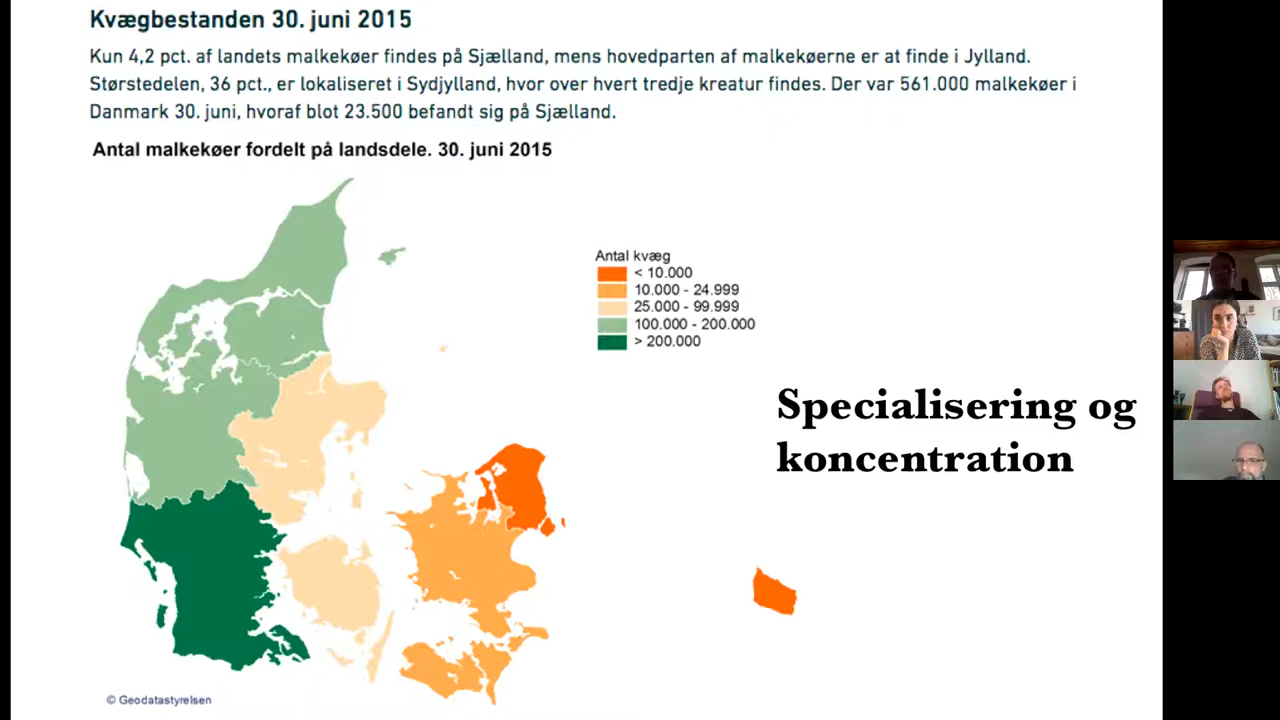 Kvægbestanden 30. juni 2015
Kun 4,2 pct. af landets malkekøer findes på Sjælland, mens hovedparten af malkekøerne er at finde i Jylland.
Størstedelen, 36 pct., er lokaliseret i Sydjylland, hvor over hvert tredje kreatur findes. Der var 561.000 malkekøer i
Danmark 30. juni, hvoraf blot 23.500 befandt sig på Sjælland.
Antal malkekøer fordelt på landsdele. 30. juni 2015
Antal kvæg
< 10.000
10.000 - 24.999
25.000 - 99.999
100.000 - 200.000
> 200.000
Specialisering og
koncentration
© Geodatastyrelsen